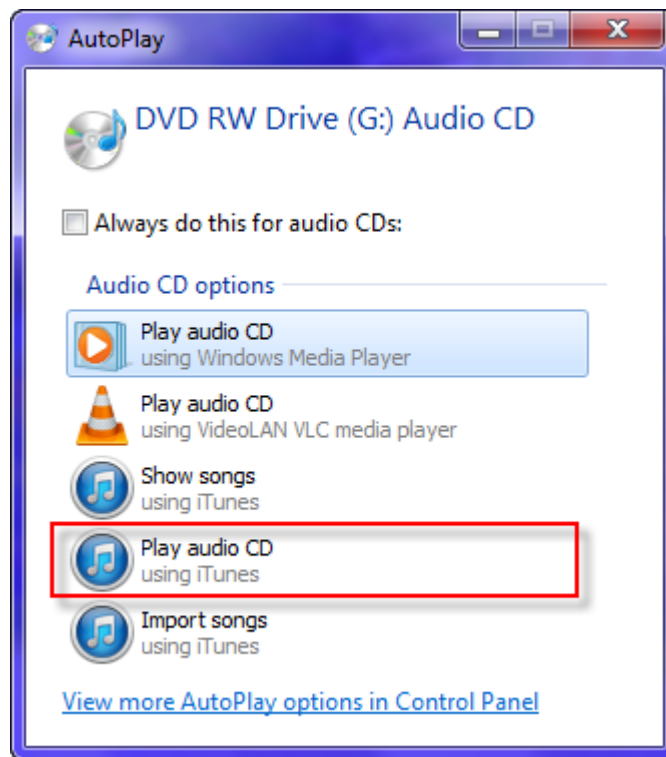 AutoPlay
DVD RW Drive (G:) Audio CD
Always do this for audio CDs:
Audio CD options
Play audio CD
using Windows Media Player
Play audio CD
using VideoLAN VLC media player
Show songs
using iTunes
Play audio CD
using iTunes
Import songs
using iTunes
View more AutoPlay options in Control Panel